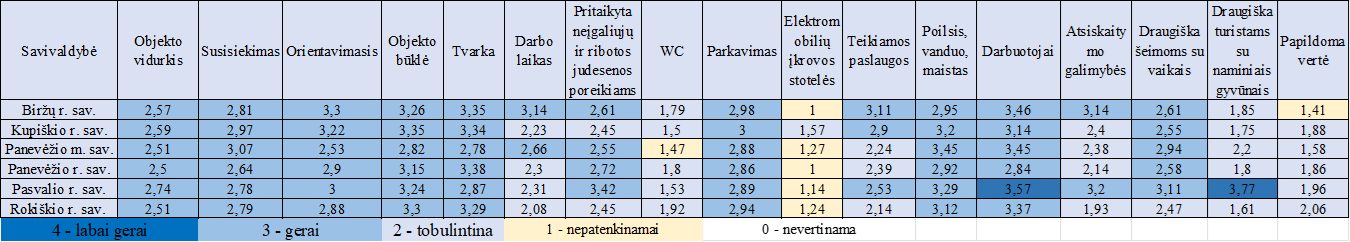 Savivaldybė | Objekto vidurkis | Susisiekimas | Orientavimasis | Objekto būklė | Tvarka | Darbo laikas | Pritaikyta neįgaliųjų ir ribotos judesenos poreikiams | WC | Parkavimas | Elektromobilių įkrovos stotelės | Teikiamos paslaugos | Poilsis, vanduo, maistas | Darbuotojai | Atsiskaitymo galimybės | Draugiška šeimoms su vaikais | Draugiška turistams su naminiais gyvūnais | Papildoma vertė
Biržų r. sav. | 2,57 | 2,81 | 3,3 | 3,26 | 3,35 | 3,14 | 2,61 | 1,79 | 2,98 | 1 | 3,11 | 2,95 | 3,46 | 3,14 | 2,61 | 1,85 | 1,41
Kupiškio r. sav. | 2,59 | 2,97 | 3,22 | 3,35 | 3,34 | 2,23 | 2,45 | 1,5 | 3 | 1,57 | 2,9 | 3,2 | 3,14 | 2,4 | 2,55 | 1,75 | 1,88
Panevėžio m. sav. | 2,51 | 3,07 | 2,53 | 2,82 | 2,78 | 2,66 | 2,55 | 1,47 | 2,88 | 1,27 | 2,24 | 3,45 | 3,45 | 2,38 | 2,94 | 2,2 | 1,58
Panevėžio r. sav. | 2,5 | 2,64 | 2,9 | 3,15 | 3,38 | 2,3 | 2,72 | 1,8 | 2,86 | 1 | 2,39 | 2,92 | 2,84 | 2,14 | 2,58 | 1,8 | 1,86
Pasvalio r. sav. | 2,74 | 2,78 | 3 | 3,24 | 2,87 | 2,31 | 3,42 | 1,53 | 2,89 | 1,14 | 2,53 | 3,29 | 3,57 | 3,2 | 3,11 | 3,77 | 1,96
Rokiškio r. sav. | 2,51 | 2,79 | 2,88 | 3,3 | 3,29 | 2,08 | 2,45 | 1,92 | 2,94 | 1,24 | 2,14 | 3,12 | 3,37 | 1,93 | 2,47 | 1,61 | 2,06
4 - labai gerai | 3 - gerai | 2 - tobulintina | 1 - nepatenkinamai | 0 - nevertinama